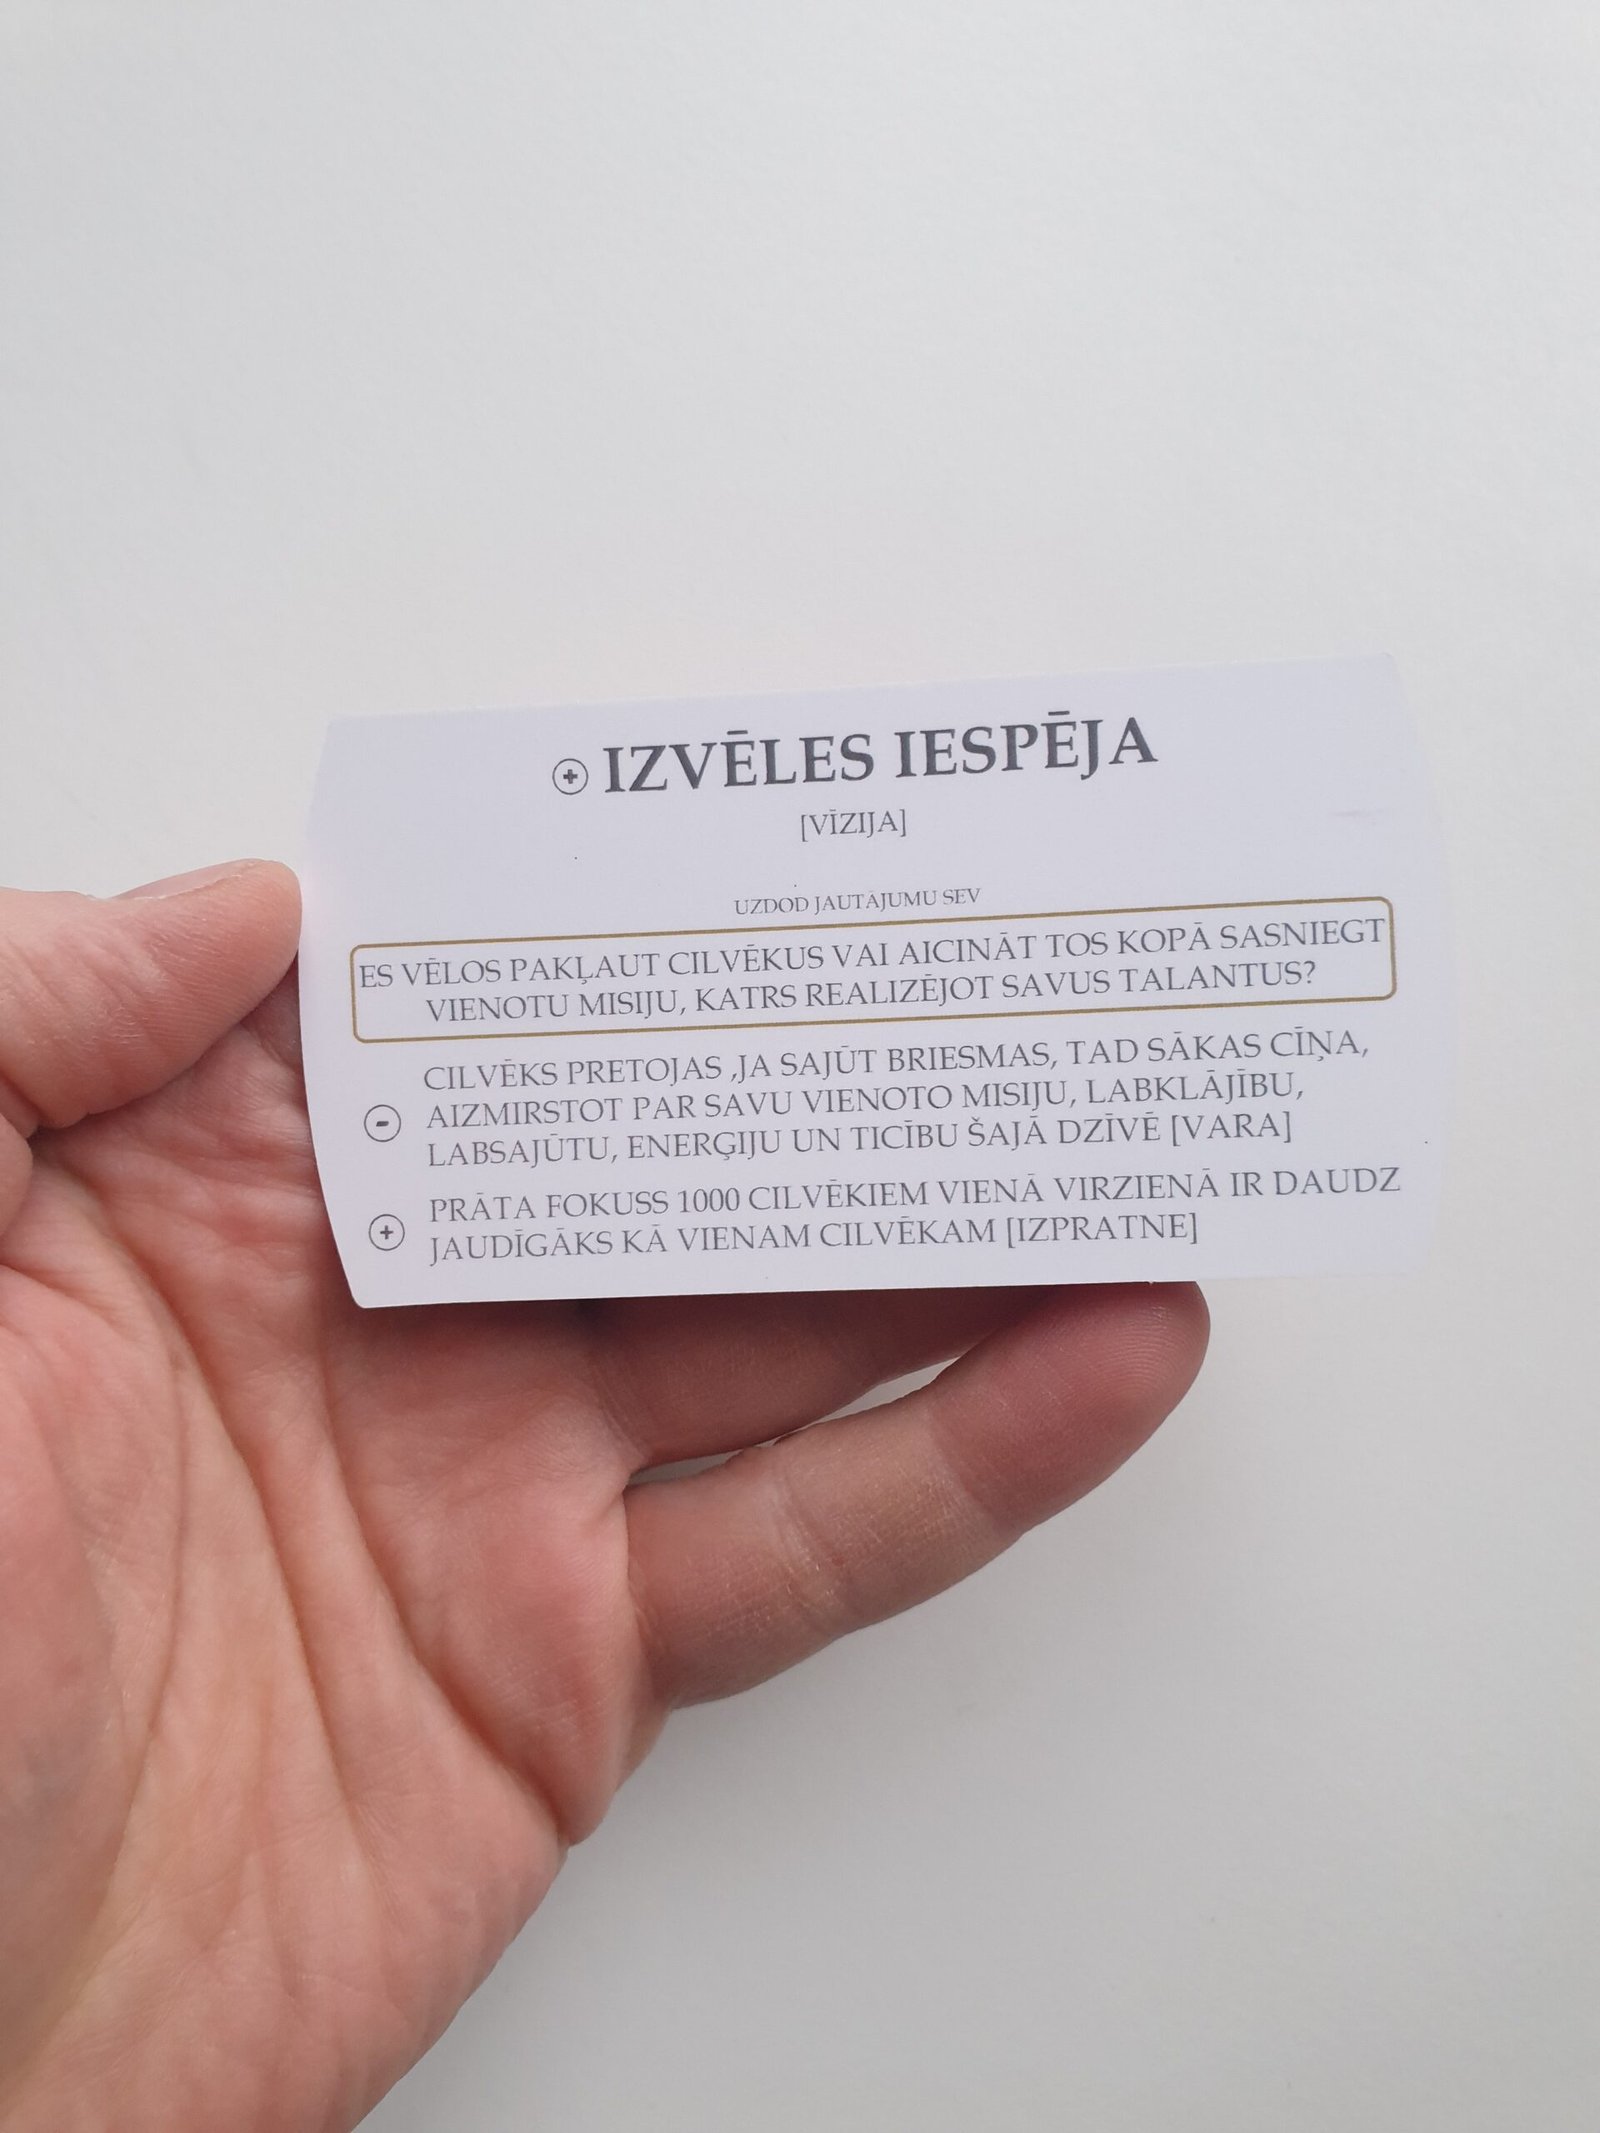 ⊕ IZVĒLES IESPĒJA
[VĪZIJA]
UZDOD JAUTĀJUMU SEV
ES VĒLOS PAKĻAUT CILVĒKUS VAI AICINĀT TOS KOPĀ SASNIEGT
VIENOTU MISIJU, KATRS REALIZĒJOT SAVUS TALANTUS?
CILVĒKS PRETOJAS ,JA SAJŪT BRIESMAS, TAD SĀKAS CĪŅA,
⊖ AIZMIRSTOT PAR SAVU VIENOTO MISIJU, LABKLĀJĪBU,
LABSAJŪTU, ENERĢIJU UN TICĪBU ŠAJĀ DZĪVĒ [VARA]
⊕ PRĀTA FOKUSS 1000 CILVĒKIEM VIENĀ VIRZIENĀ IR DAUDZ
JAUDĪGĀKS KĀ VIENAM CILVĒKAM [IZPRATNE]